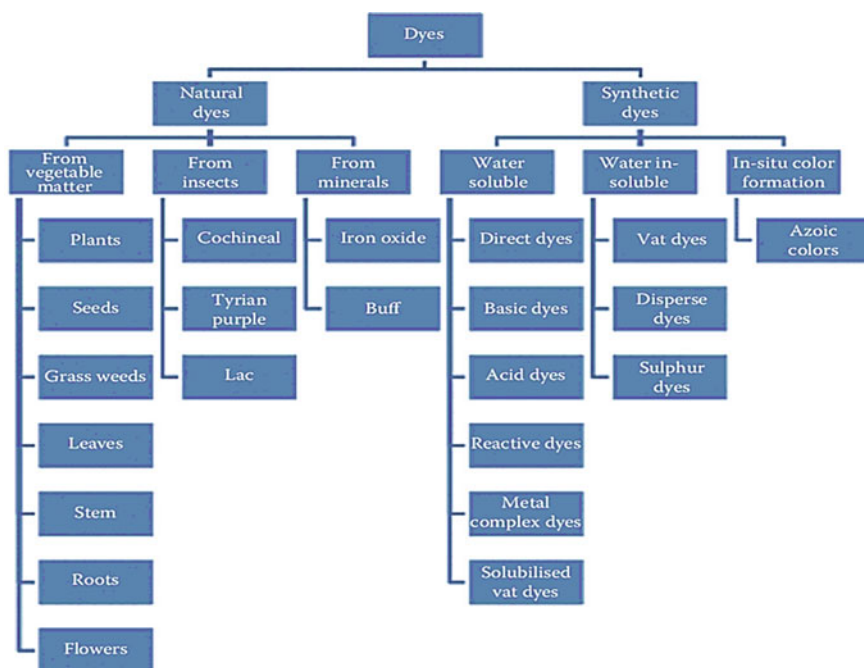 Dyes
Natural
dyes
Synthetic
dyes
From
vegetable
matter
From
insects
From
minerals
Water
soluble
Water in-
soluble
In-situ color
formation
Plants
Seeds
Grass weeds
Leaves
Stem
Roots
Flowers
Cochineal
Tyrian
purple
Lac
Iron oxide
Buff
Direct dyes
Basic dyes
Acid dyes
Reactive dyes
Metal
complex dyes
Solubilised
vat dyes
Vat dyes
Disperse
dyes
Sulphur
dyes
Azoic
colors